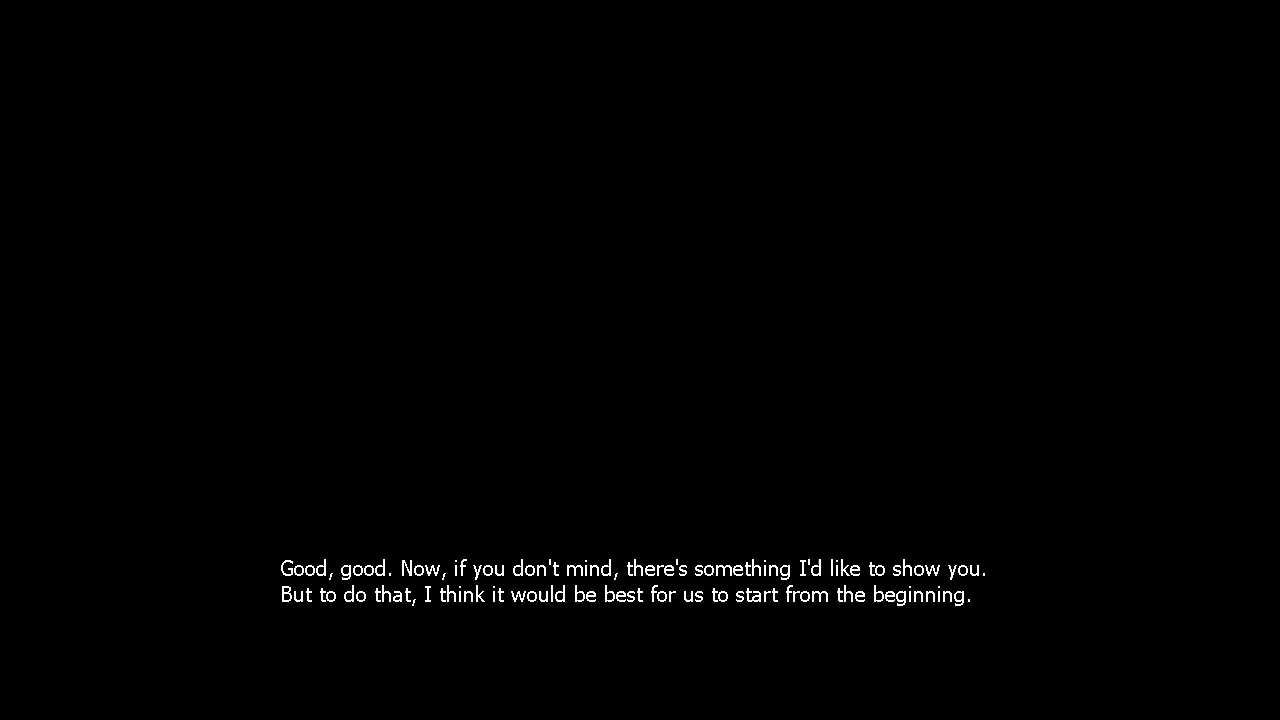 Good, good. Now, if you don't mind, there's something I'd like to show you.
But to do that, I think it would be best for us to start from the beginning.